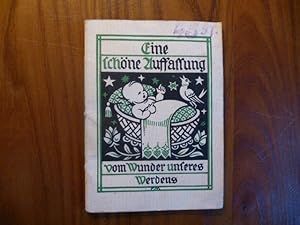 Eine
schöne Auffassung
vom Wunder unseres
Werdens